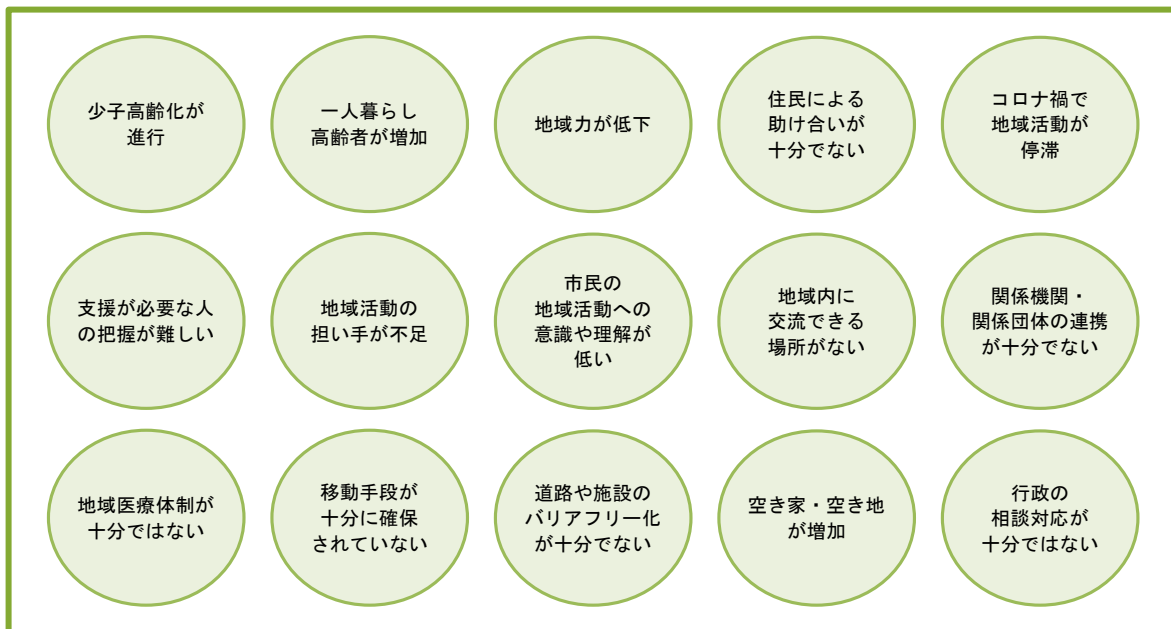 少子高齢化が
進行
一人暮らし
高齢者が増加
地域力が低下
住民による
助け合いが
十分でない
コロナ禍で
地域活動が
停滞
支援が必要な人
の把握が難しい
地域活動の
担い手が不足
市民の
地域活動への
意識や理解が
低い
地域内に
交流できる
場所がない
関係機関・
関係団体の連携
が十分でない
地域医療体制が
十分ではない
移動手段が
十分に確保
されていない
道路や施設の
バリアフリー化
が十分でない
空き家・空き地
が増加
行政の
相談対応が
十分ではない